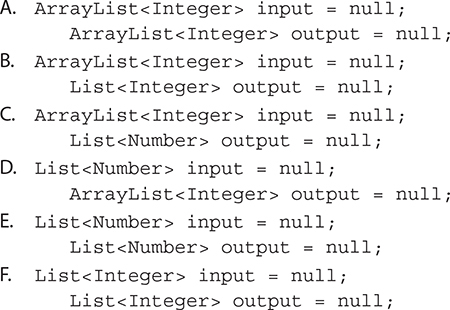 A. ArrayList<Integer> input = null;
ArrayList<Integer> output = null;
B. ArrayList<Integer> input = null;
List<Integer> output = null;
C. ArrayList<Integer> input = null;
List<Number> output = null;
D. List<Number> input = null;
ArrayList<Integer> output = null;
E. List<Number> input = null;
List<Number> output = null;
F. List<Integer> input = null;
List<Integer> output = null;